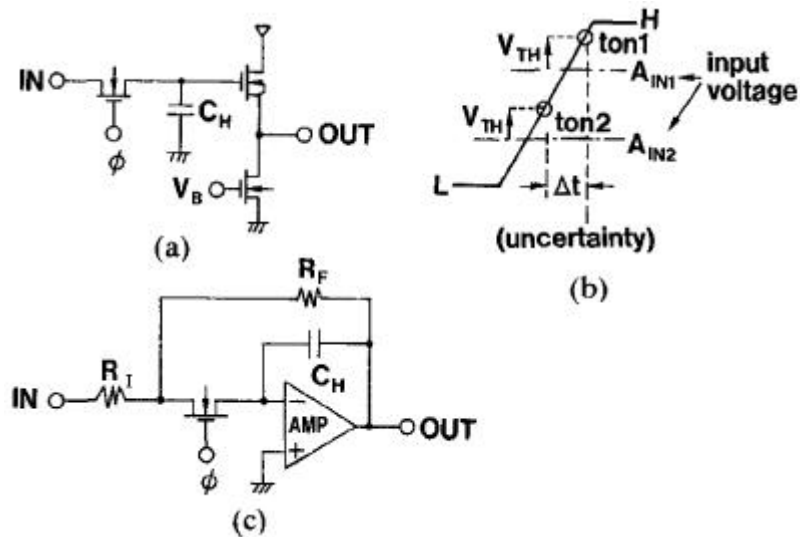 IN
ϕ
C_H
OUT
V_B
(a)
V_TH
H
ton1
A_IN1
input
voltage
V_TH
ton2
A_IN2
L
Δt
(uncertainty)
(b)
R_F
R_I
IN
C_H
AMP
− +
OUT
ϕ
(c)